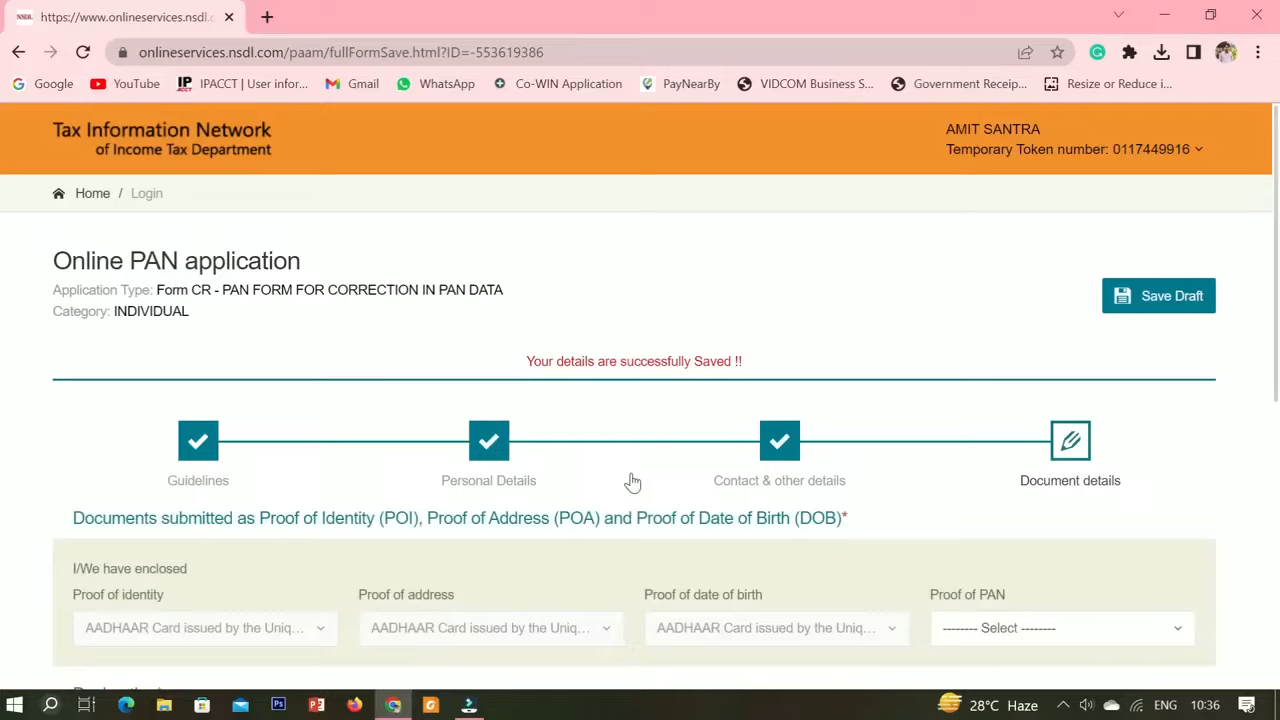 NSDL https://www.onlineservices.nsdl.c
onlineservices.nsdl.com/paam/fullFormSave.html?ID=-553619386
Google YouTube IPACCT | User infor... Gmail WhatsApp Co-WIN Application PayNearBy VIDCOM Business S... Government Receip... Resize or Reduce i...
Tax Information Network
of Income Tax Department
AMIT SANTRA
Temporary Token number: 0117449916
Home / Login
Online PAN application
Application Type: Form CR - PAN FORM FOR CORRECTION IN PAN DATA
Category: INDIVIDUAL
Save Draft
Your details are successfully Saved !!
Guidelines Personal Details Contact & other details Document details
Documents submitted as Proof of Identity (POI), Proof of Address (POA) and Proof of Date of Birth (DOB)*
I/We have enclosed
Proof of identity Proof of address Proof of date of birth Proof of PAN
AADHAAR Card issued by the Uniq... AADHAAR Card issued by the Uniq... AADHAAR Card issued by the Uniq... -------- Select --------
28°C Haze ENG 10:36